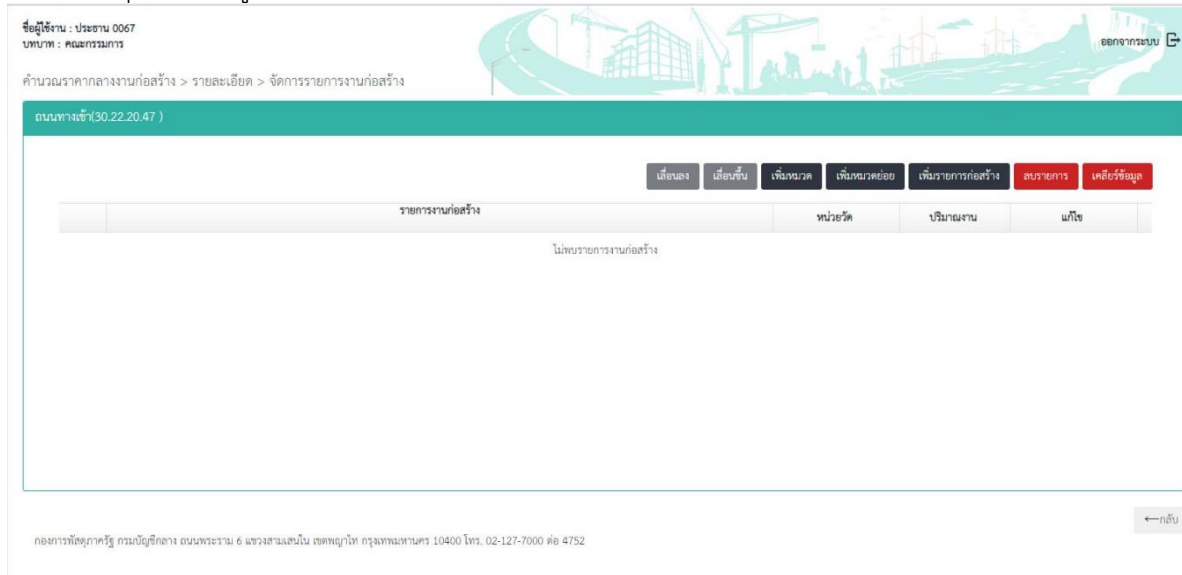 ชื่อผู้ใช้งาน : ประธาน 0067
บทบาท : คณะกรรมการ
ออกจากระบบ
คำนวณราคากลางงานก่อสร้าง > รายละเอียด > จัดการรายการงานก่อสร้าง
ถนนทางเข้า(30.22.20.47 )
เลื่อนลง เลื่อนขึ้น เพิ่มหมวด เพิ่มหมวดย่อย เพิ่มรายการก่อสร้าง ลบรายการ เคลียร์ข้อมูล
รายการงานก่อสร้าง หน่วยวัด ปริมาณงาน แก้ไข
ไม่พบรายการงานก่อสร้าง
←กลับ
กองการพัสดุภาครัฐ กรมบัญชีกลาง ถนนพระราม 6 แขวงสามเสนใน เขตพญาไท กรุงเทพมหานคร 10400 โทร. 02-127-7000 ต่อ 4752